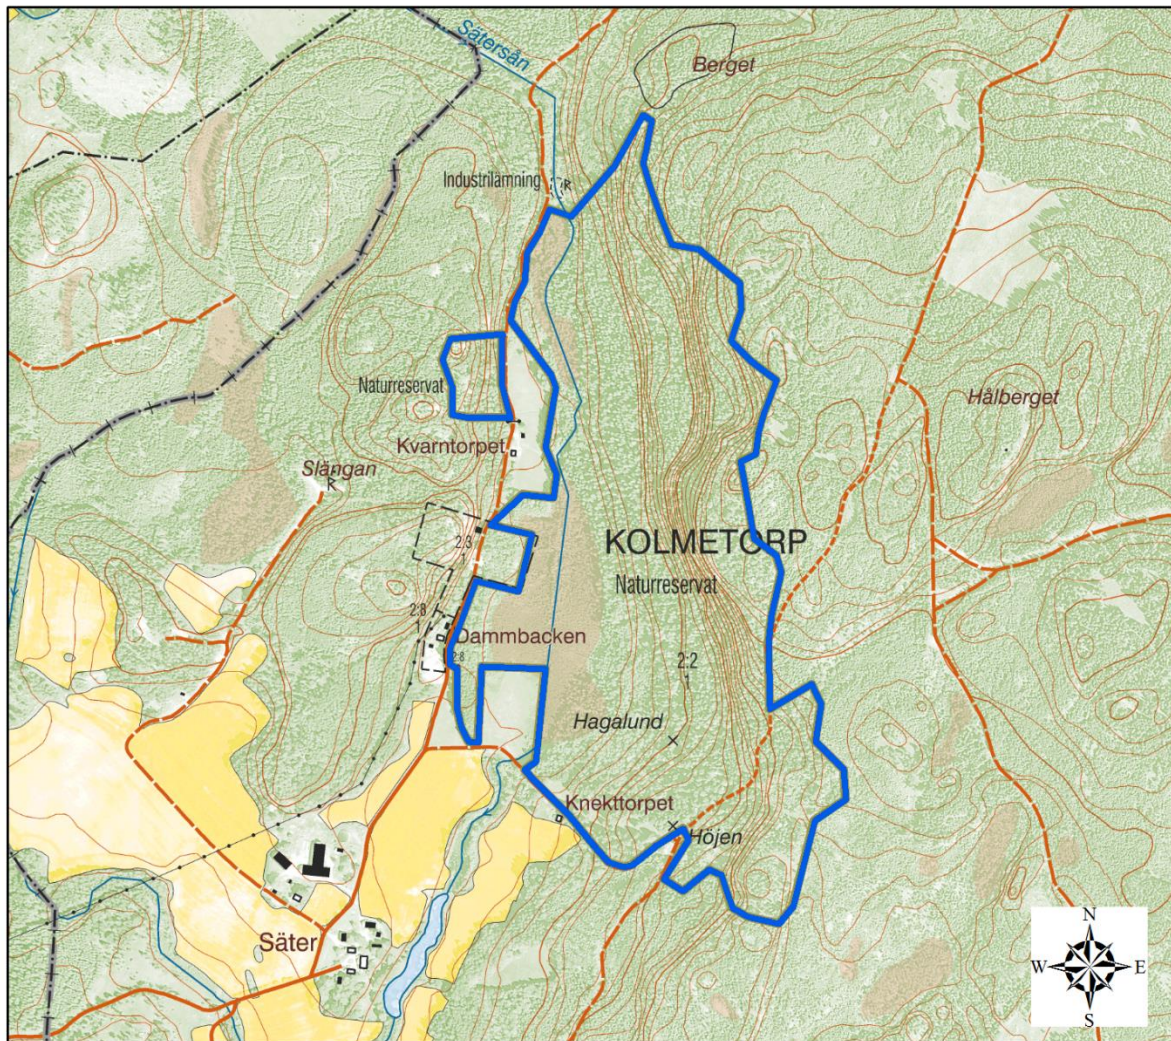 Sätersån
Berget
Industrilämning
R
Naturreservat
Hålberget
Kvarntorpet
Slängan
R
2:3
1
KOLMETORP
Naturreservat
2:8
1
Dammbacken
2:8
2:2
1
Hagalund
Knekttorpet
Höjen
Säter
N
W
E
S